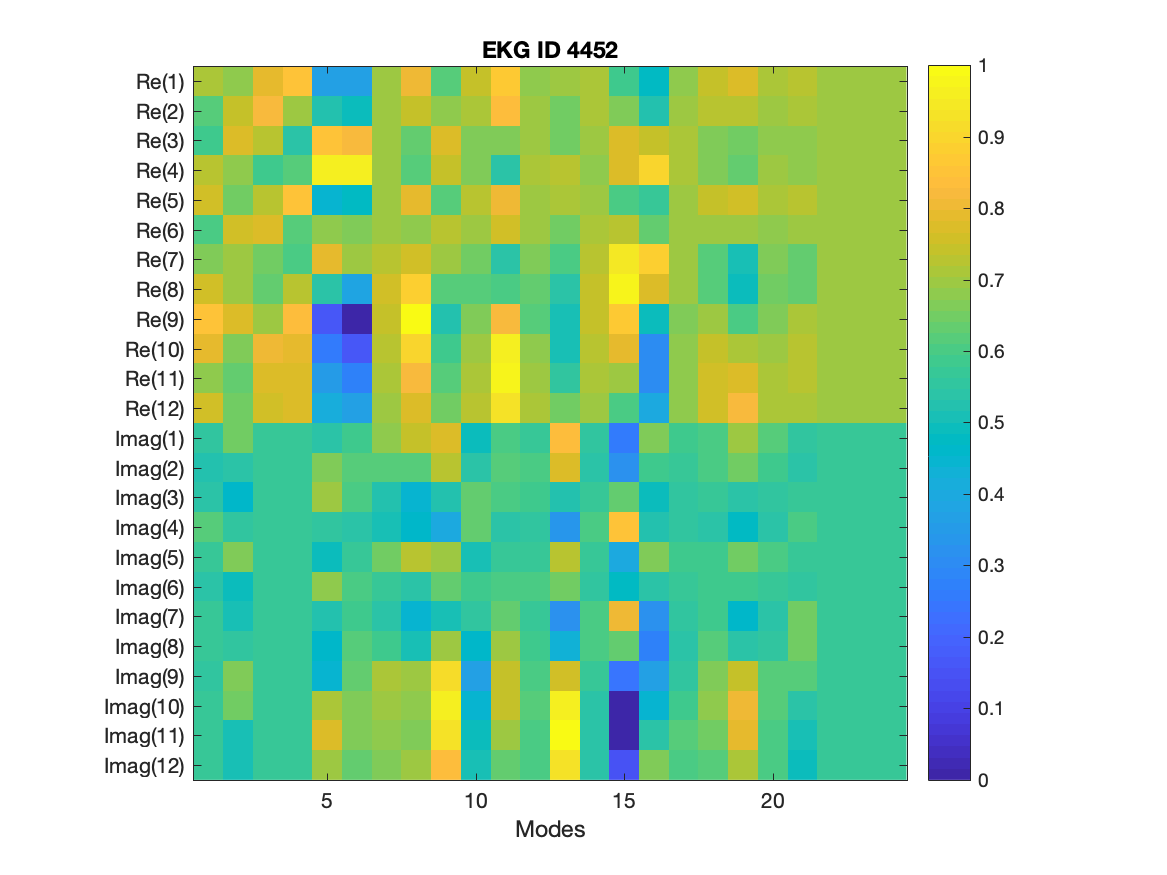 EKG ID 4452
Re(1)
Re(2)
Re(3)
Re(4)
Re(5)
Re(6)
Re(7)
Re(8)
Re(9)
Re(10)
Re(11)
Re(12)
Imag(1)
Imag(2)
Imag(3)
Imag(4)
Imag(5)
Imag(6)
Imag(7)
Imag(8)
Imag(9)
Imag(10)
Imag(11)
Imag(12)
5 10 15 20
Modes
1
0.9
0.8
0.7
0.6
0.5
0.4
0.3
0.2
0.1
0